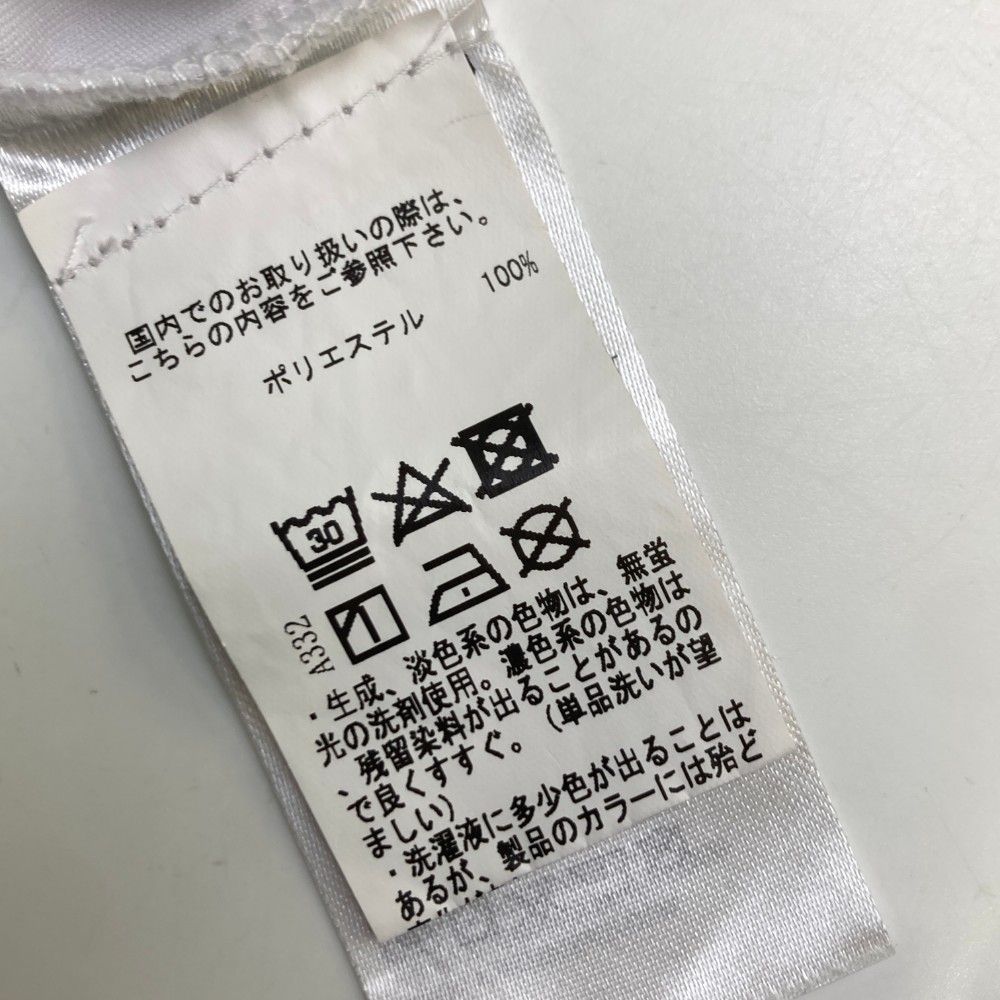 国内でのお取り扱いの際は、
こちらの内容をご参照下さい。
ポリエステル 100%
30
A332
・生成、淡色系の色物は、無蛍
光の洗剤使用。濃色系の色物は
、残留染料が出ることがあるの
で良くすすぐ。(単品洗いが望
ましい)
・洗濯液に多少色が出ることは
あるが、製品のカラーには殆ど